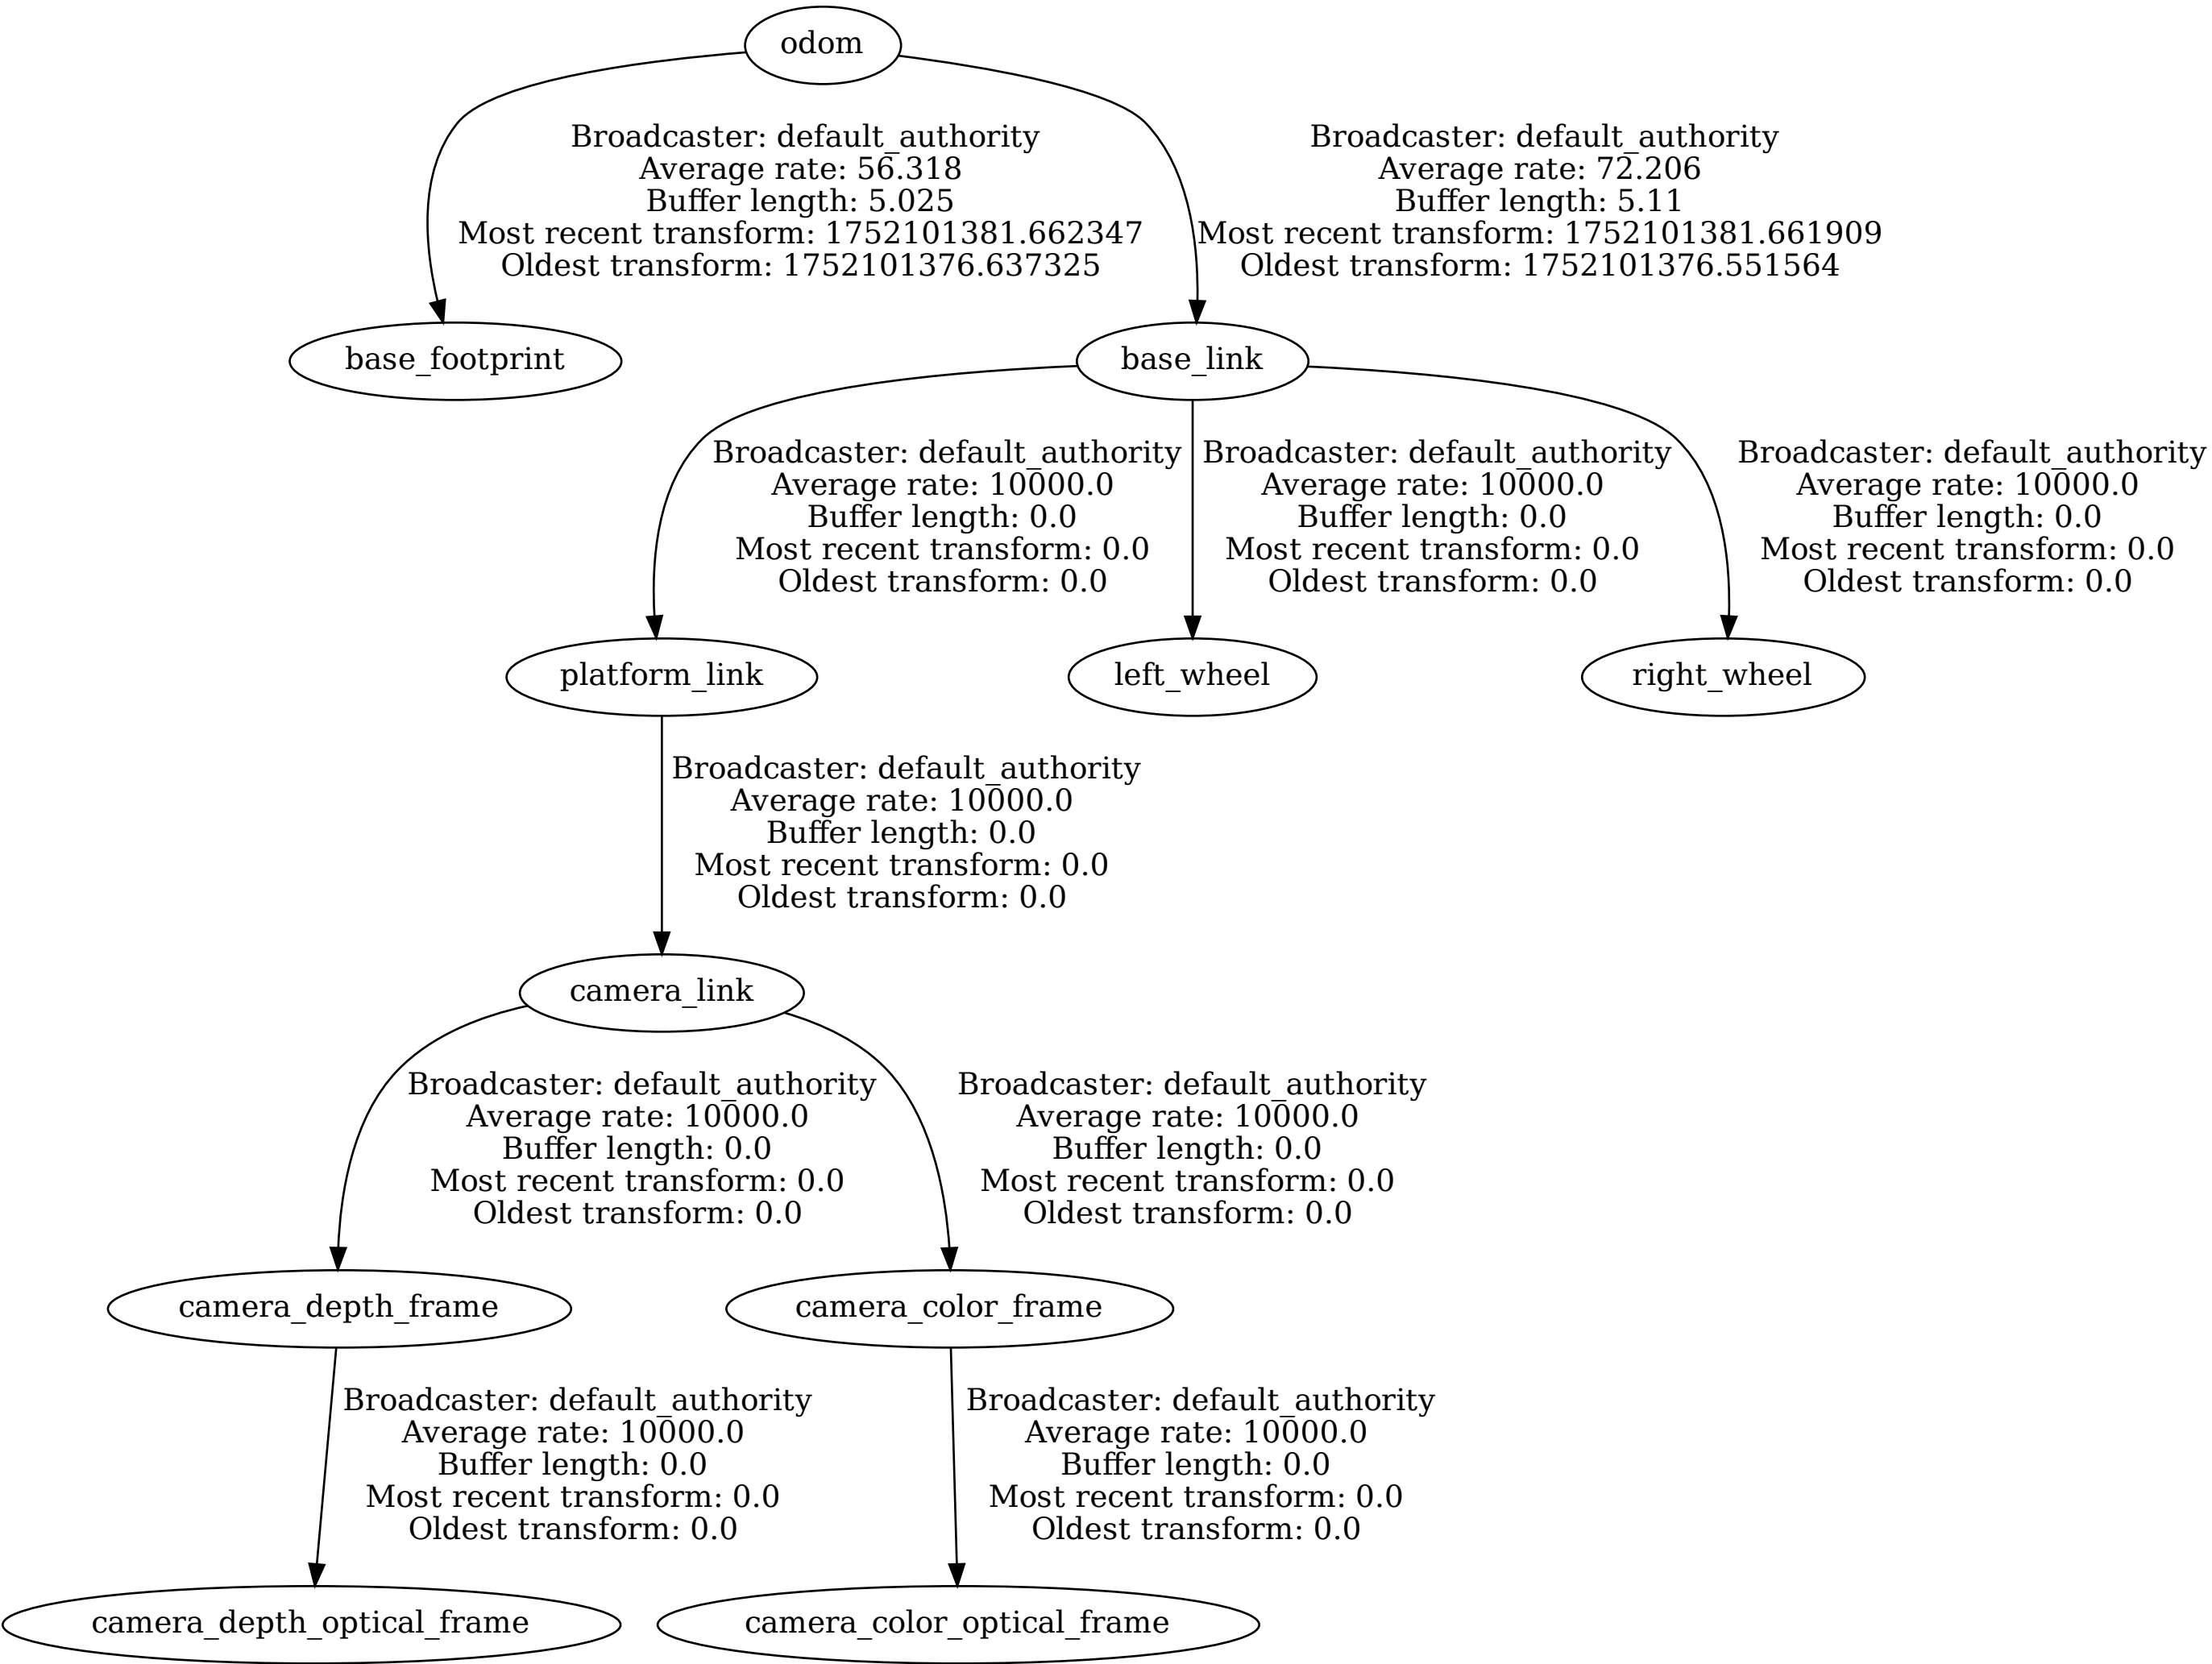 odom
Broadcaster: default_authority
Average rate: 56.318
Buffer length: 5.025
Most recent transform: 1752101381.662347
Oldest transform: 1752101376.637325
Broadcaster: default_authority
Average rate: 72.206
Buffer length: 5.11
Most recent transform: 1752101381.661909
Oldest transform: 1752101376.551564
base_footprint
base_link
Broadcaster: default_authority
Average rate: 10000.0
Buffer length: 0.0
Most recent transform: 0.0
Oldest transform: 0.0
Broadcaster: default_authority
Average rate: 10000.0
Buffer length: 0.0
Most recent transform: 0.0
Oldest transform: 0.0
Broadcaster: default_authority
Average rate: 10000.0
Buffer length: 0.0
Most recent transform: 0.0
Oldest transform: 0.0
platform_link
left_wheel
right_wheel
Broadcaster: default_authority
Average rate: 10000.0
Buffer length: 0.0
Most recent transform: 0.0
Oldest transform: 0.0
camera_link
Broadcaster: default_authority
Average rate: 10000.0
Buffer length: 0.0
Most recent transform: 0.0
Oldest transform: 0.0
Broadcaster: default_authority
Average rate: 10000.0
Buffer length: 0.0
Most recent transform: 0.0
Oldest transform: 0.0
camera_depth_frame
camera_color_frame
Broadcaster: default_authority
Average rate: 10000.0
Buffer length: 0.0
Most recent transform: 0.0
Oldest transform: 0.0
Broadcaster: default_authority
Average rate: 10000.0
Buffer length: 0.0
Most recent transform: 0.0
Oldest transform: 0.0
camera_depth_optical_frame
camera_color_optical_frame